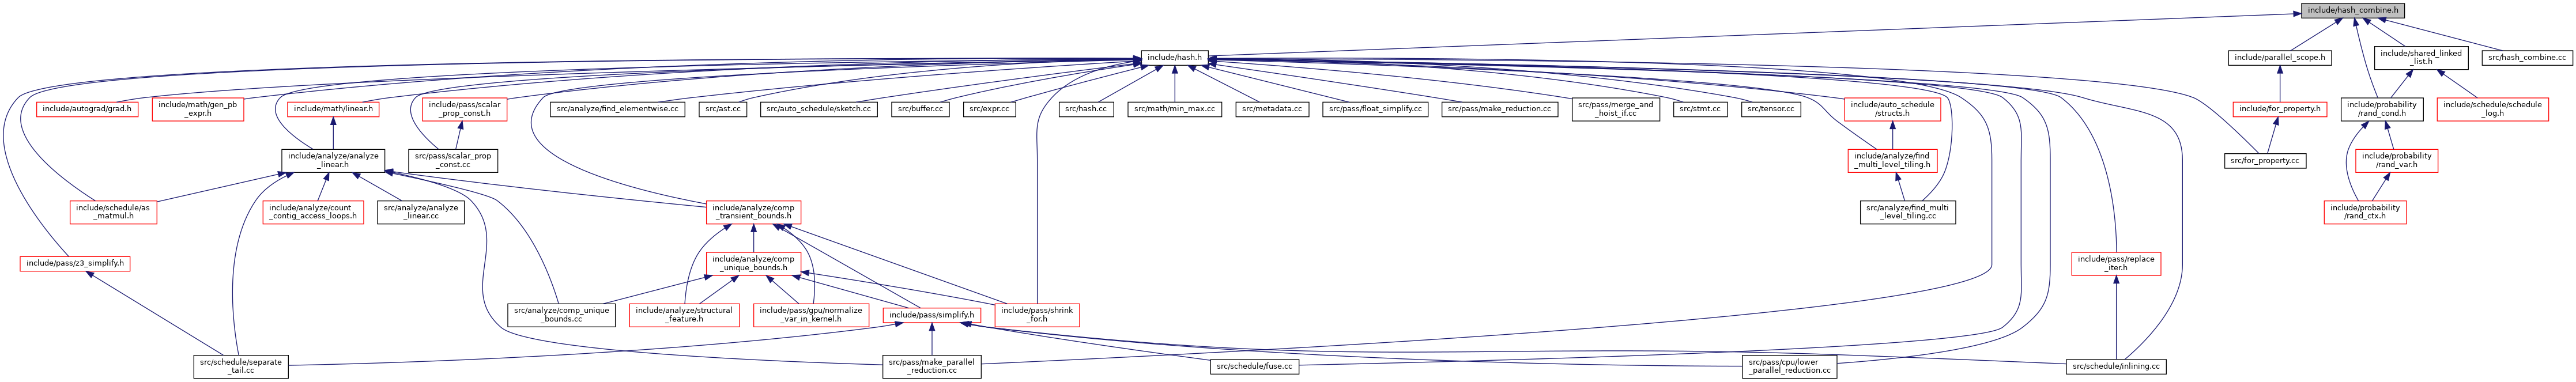 include/hash_combine.h
include/hash.h
include/parallel_scope.h
include/shared_linked
_list.h
src/hash_combine.cc
include/autograd/grad.h
include/math/gen_pb
_expr.h
include/math/linear.h
include/pass/scalar
_prop_const.h
src/analyze/find_elementwise.cc
src/ast.cc
src/auto_schedule/sketch.cc
src/buffer.cc
src/expr.cc
src/hash.cc
src/math/min_max.cc
src/metadata.cc
src/pass/float_simplify.cc
src/pass/make_reduction.cc
src/pass/merge_and
_hoist_if.cc
src/stmt.cc
src/tensor.cc
include/auto_schedule
/structs.h
include/for_property.h
include/probability
/rand_cond.h
include/schedule/schedule
_log.h
include/analyze/analyze
_linear.h
src/pass/scalar_prop
_const.cc
include/analyze/find
_multi_level_tiling.h
src/for_property.cc
include/probability
/rand_var.h
include/schedule/as
_matmul.h
include/analyze/count
_contig_access_loops.h
src/analyze/analyze
_linear.cc
include/analyze/comp
_transient_bounds.h
src/analyze/find_multi
_level_tiling.cc
include/probability
/rand_ctx.h
include/pass/z3_simplify.h
include/analyze/comp
_unique_bounds.h
include/pass/replace
_iter.h
src/analyze/comp_unique
_bounds.cc
include/analyze/structural
_feature.h
include/pass/gpu/normalize
_var_in_kernel.h
include/pass/simplify.h
include/pass/shrink
_for.h
src/schedule/separate
_tail.cc
src/pass/make_parallel
_reduction.cc
src/schedule/fuse.cc
src/pass/cpu/lower
_parallel_reduction.cc
src/schedule/inlining.cc